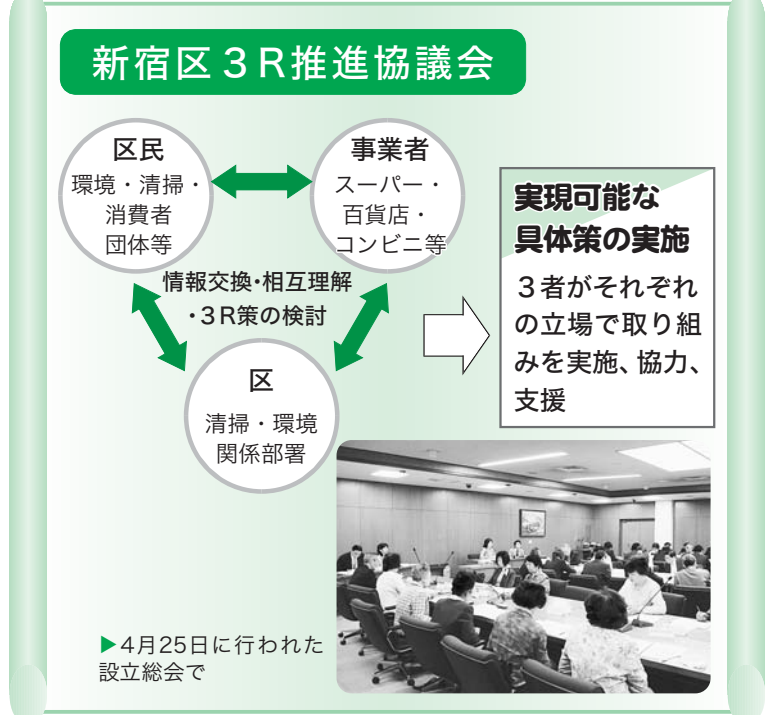 新宿区3R推進協議会
区民
環境・清掃・
消費者
団体等
事業者
スーパー・
百貨店・
コンビニ等
情報交換・相互理解
・3R策の検討
区
清掃・環境
関係部署
実現可能な
具体策の実施
3者がそれぞれ
の立場で取り組
みを実施、協力、
支援
▶4月25日に行われた
設立総会で